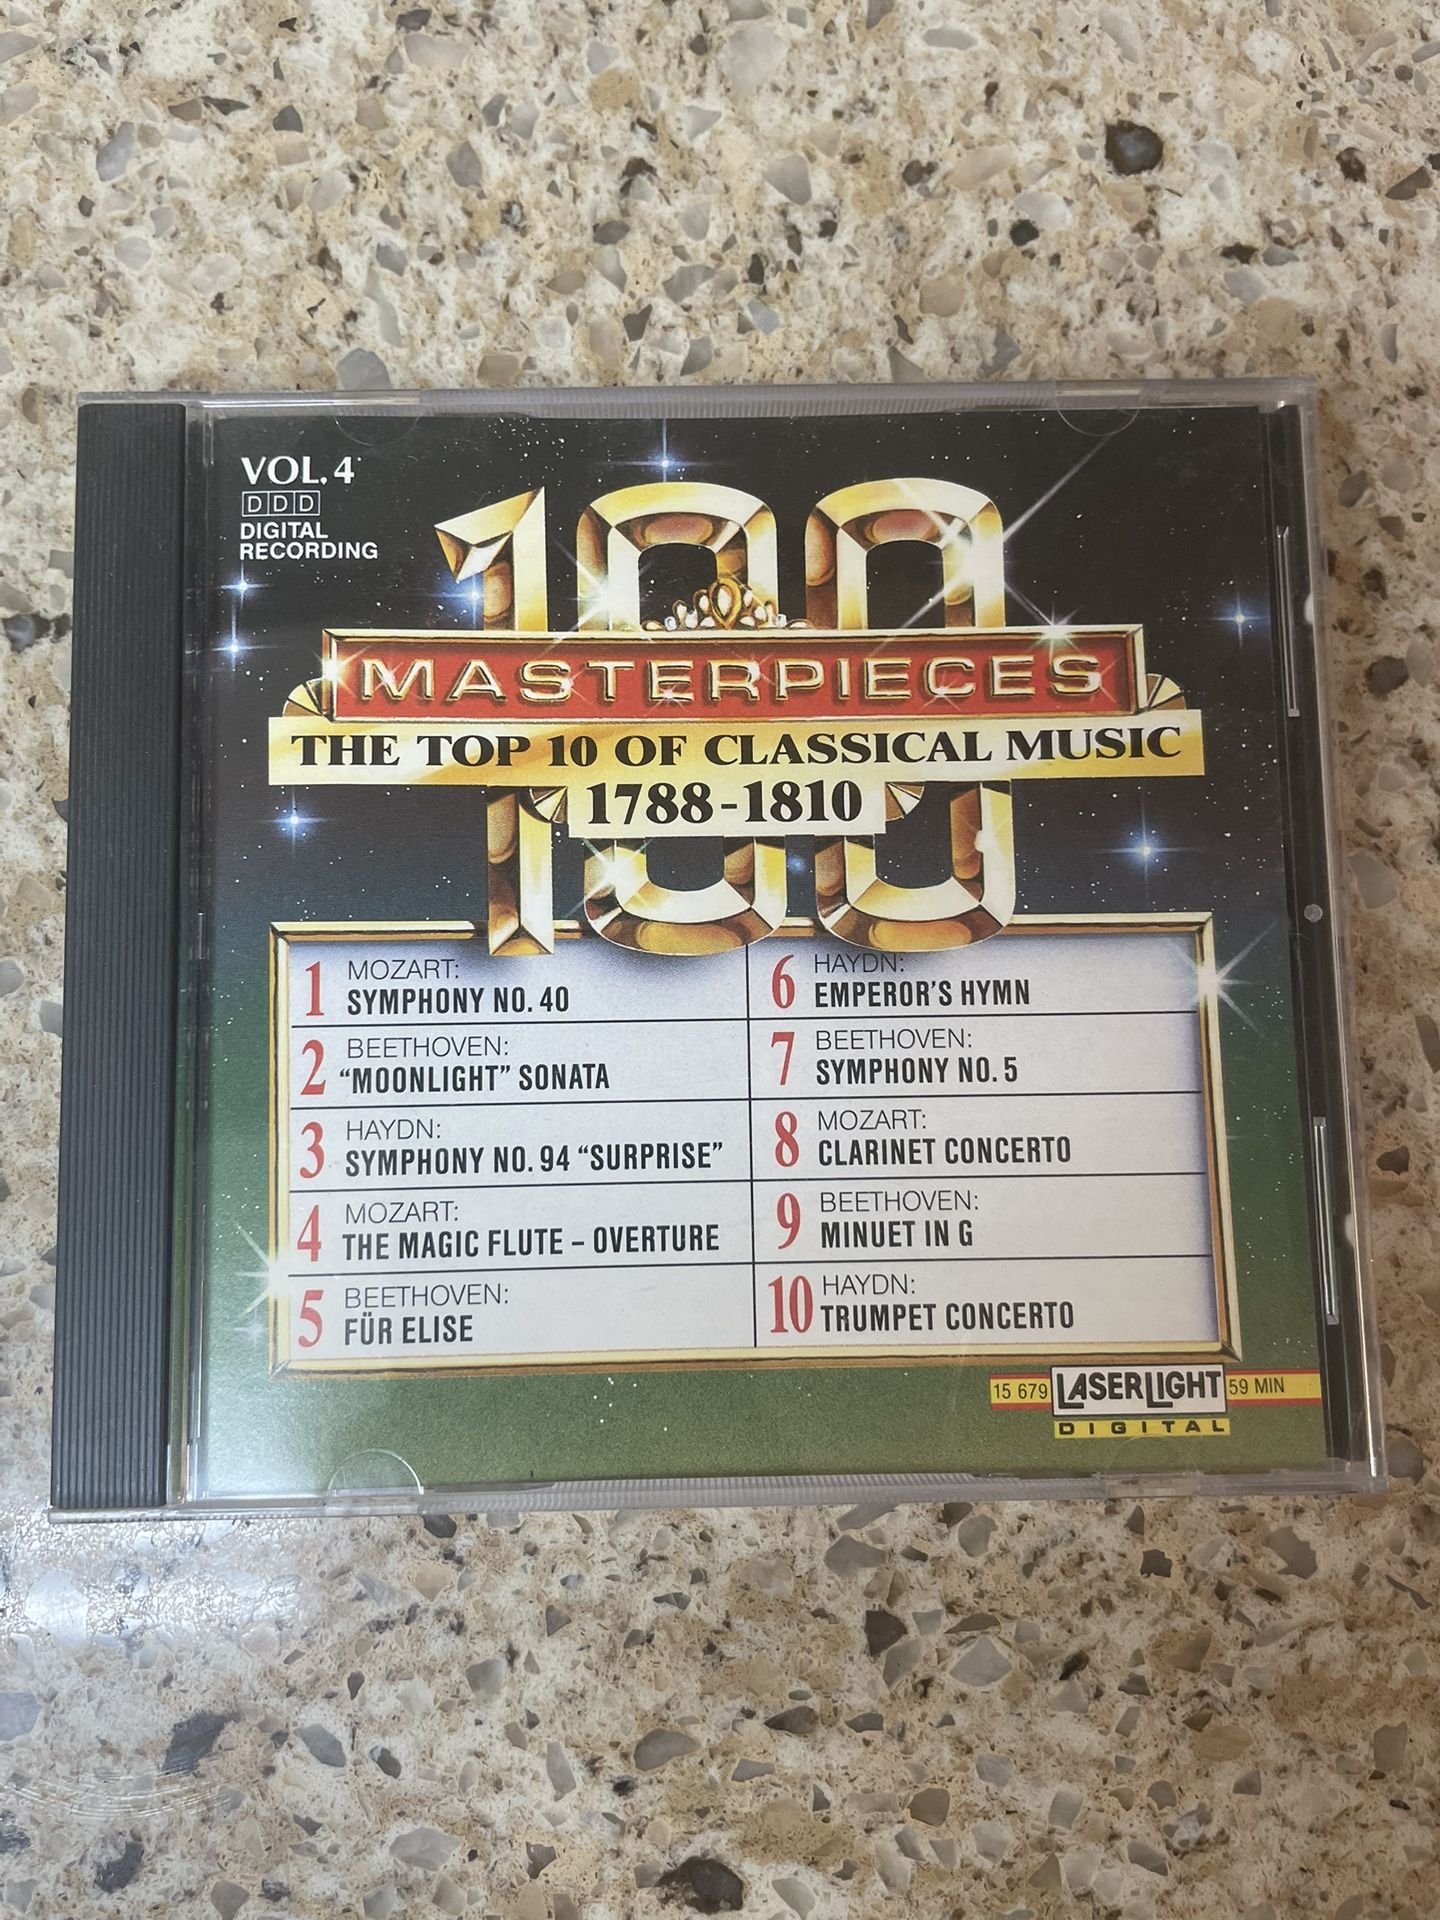 VOL. 4
DDD
DIGITAL
RECORDING
100
MASTERPIECES
THE TOP 10 OF CLASSICAL MUSIC
1788-1810
1 MOZART:
SYMPHONY NO. 40
2 BEETHOVEN:
“MOONLIGHT” SONATA
3 HAYDN:
SYMPHONY NO. 94 “SURPRISE”
4 MOZART:
THE MAGIC FLUTE – OVERTURE
5 BEETHOVEN:
FÜR ELISE
6 HAYDN:
EMPEROR'S HYMN
7 BEETHOVEN:
SYMPHONY NO. 5
8 MOZART:
CLARINET CONCERTO
9 BEETHOVEN:
MINUET IN G
10 HAYDN:
TRUMPET CONCERTO
15 679 LASERLIGHT 59 MIN
DIGITAL